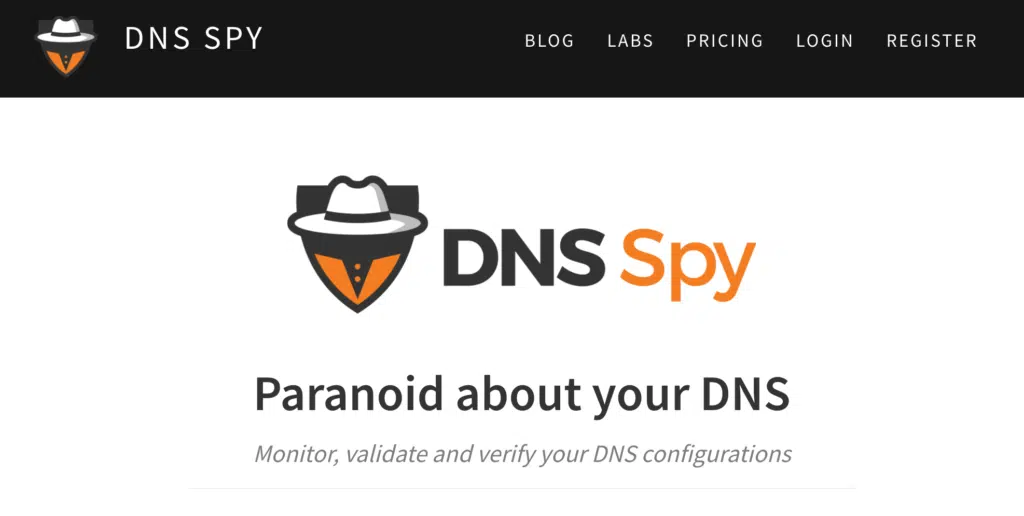 DNS SPY
BLOG LABS PRICING LOGIN REGISTER
DNS Spy
Paranoid about your DNS
Monitor, validate and verify your DNS configurations